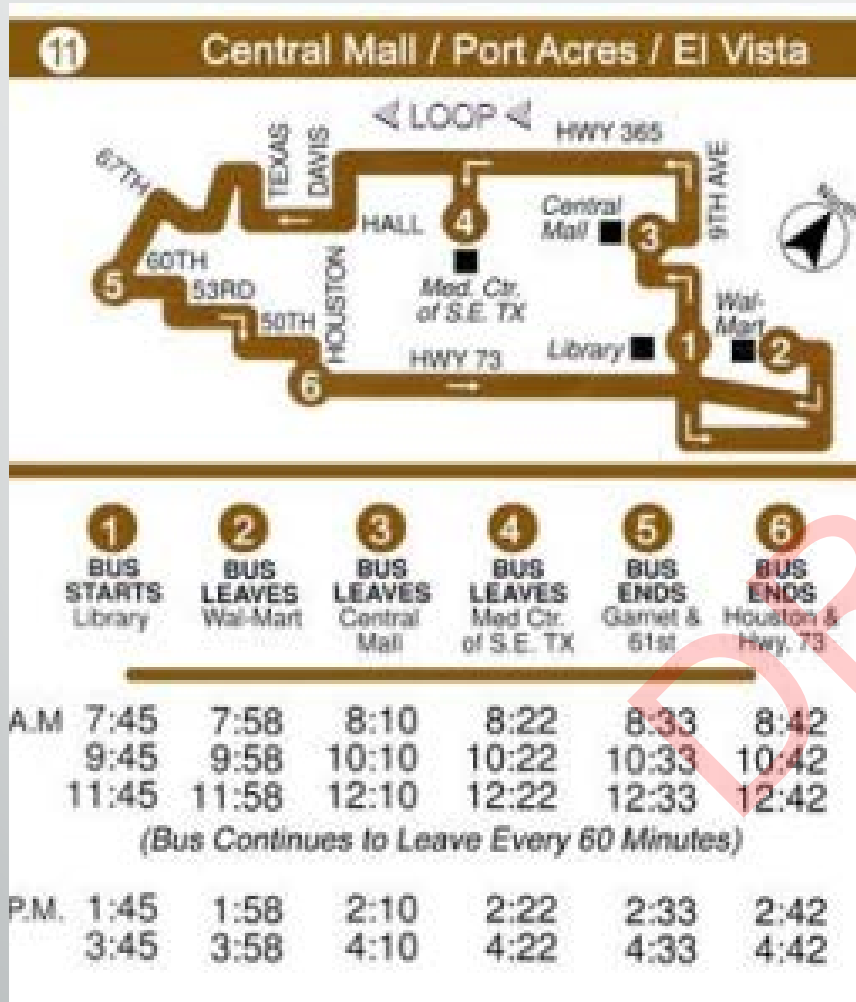 11 Central Mall / Port Acres / El Vista
LOOP
HWY 365
67TH
TEXAS
DAVIS
9TH AVE
North
HALL
4
Central
Mall
3
60TH
5
53RD
50TH
HOUSTON
Med. Ctr.
of S.E. TX
Wal-
Mart
Library
1
2
6
HWY 73
1 2 3 4 5 6
BUS STARTS Library
BUS LEAVES Wal-Mart
BUS LEAVES Central Mall
BUS LEAVES Med Ctr. of S.E. TX
BUS ENDS Garnet & 61st
BUS ENDS Houston & Hwy. 73
A.M 7:45 7:58 8:10 8:22 8:33 8:42
9:45 9:58 10:10 10:22 10:33 10:42
11:45 11:58 12:10 12:22 12:33 12:42
(Bus Continues to Leave Every 60 Minutes)
P.M. 1:45 1:58 2:10 2:22 2:33 2:42
3:45 3:58 4:10 4:22 4:33 4:42